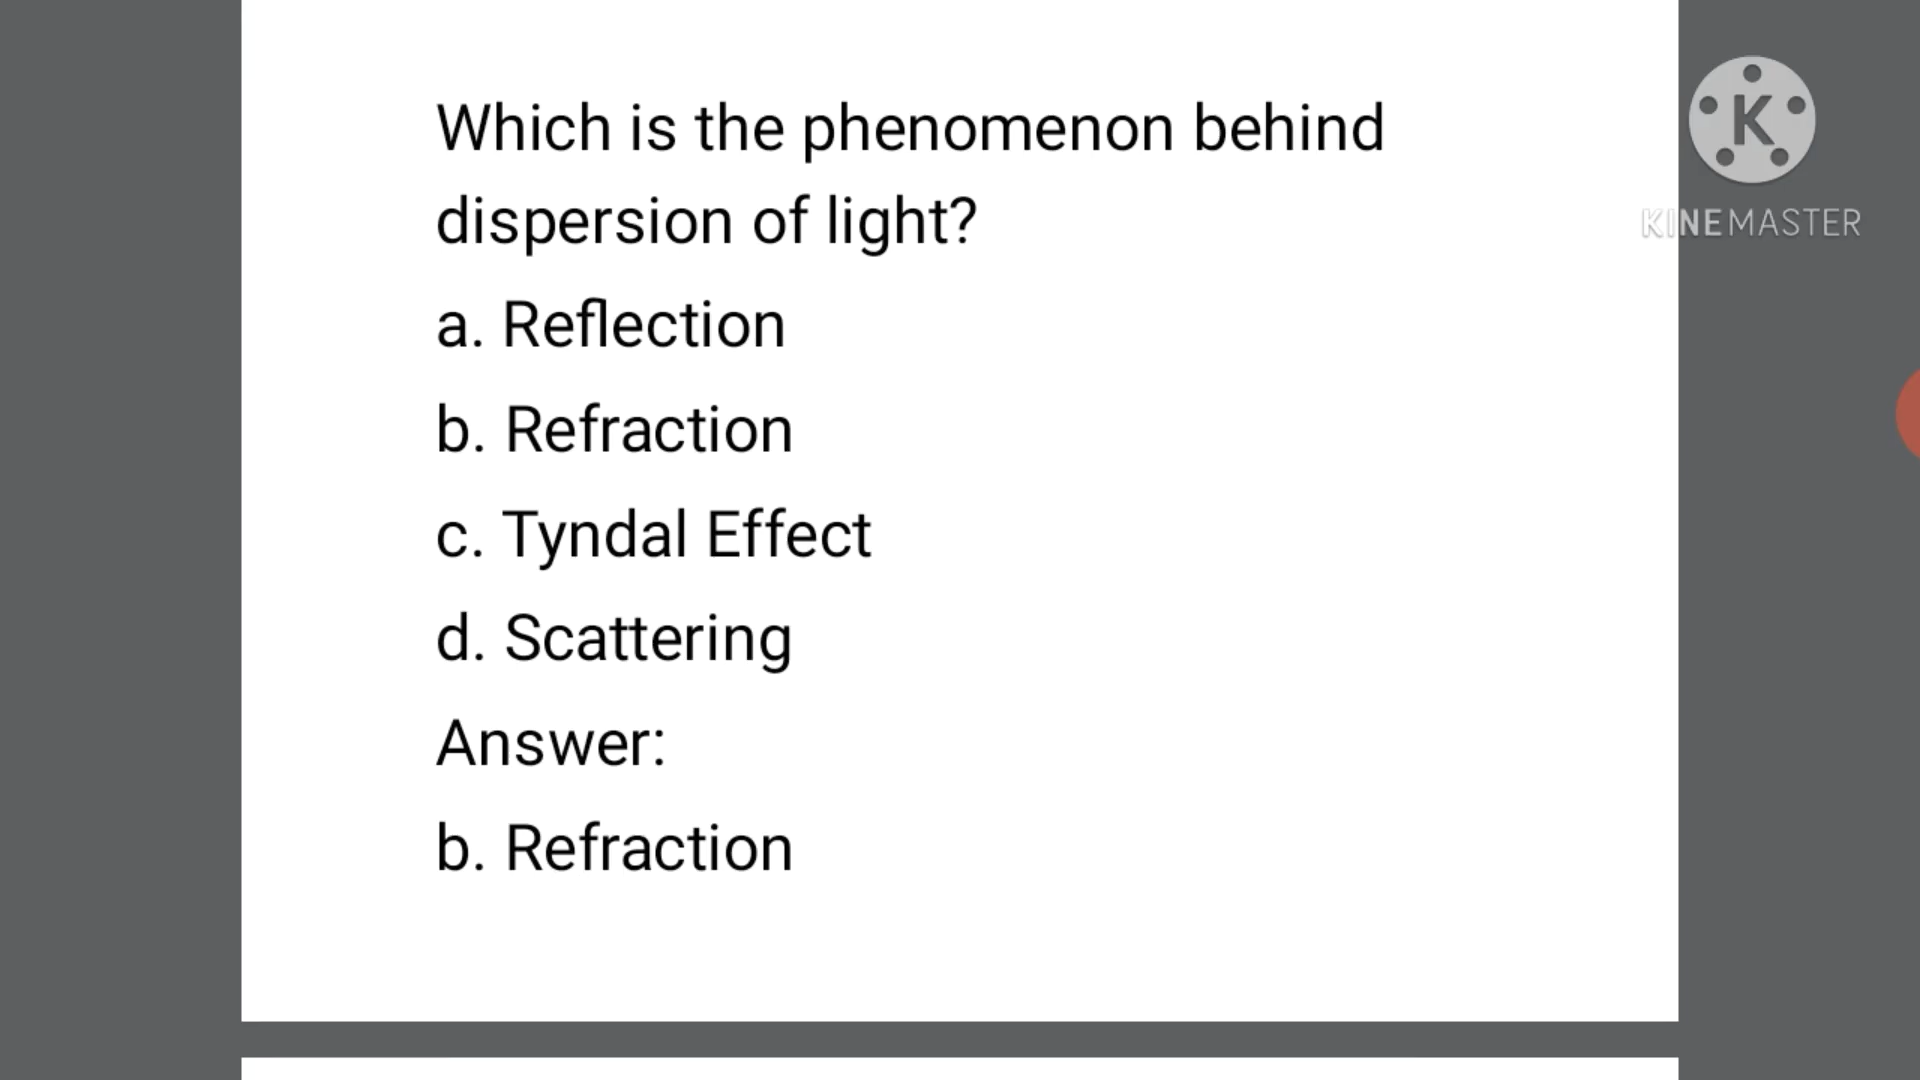 Which is the phenomenon behind
dispersion of light?
a. Reflection
b. Refraction
c. Tyndal Effect
d. Scattering
Answer:
b. Refraction
K
KINEMASTER